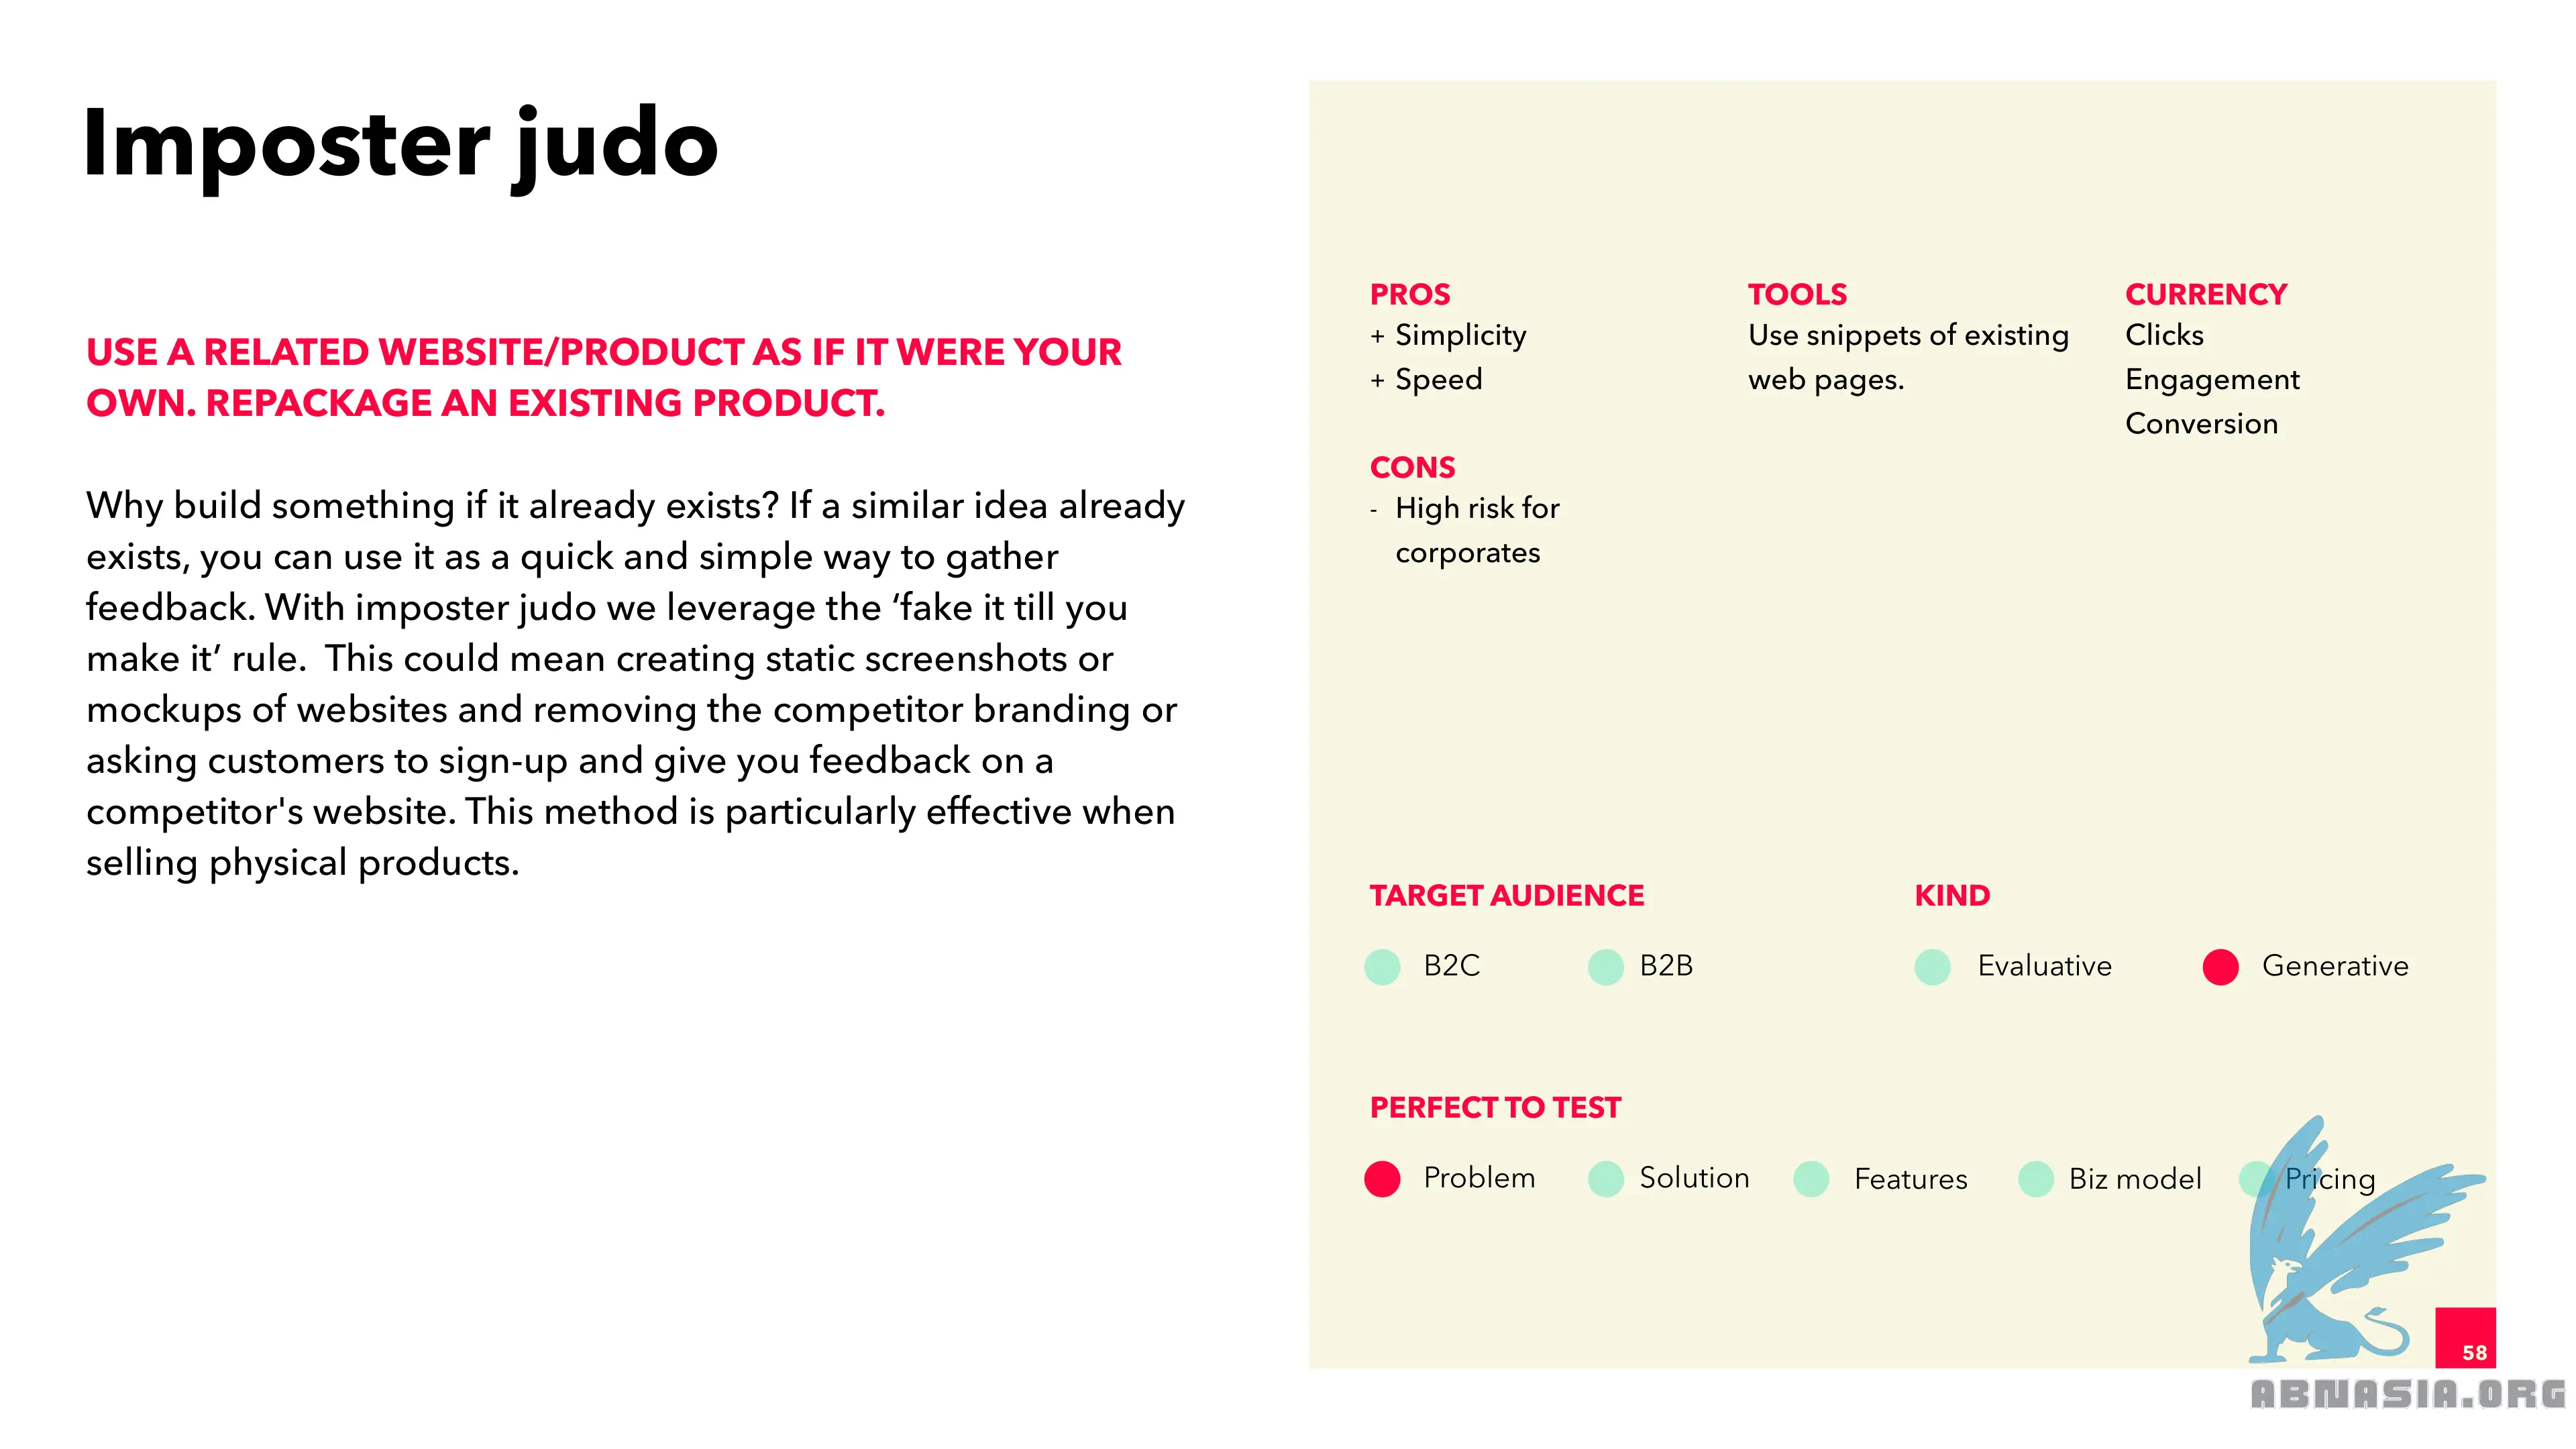 Imposter judo
USE A RELATED WEBSITE/PRODUCT AS IF IT WERE YOUR
OWN. REPACKAGE AN EXISTING PRODUCT.
Why build something if it already exists? If a similar idea already
exists, you can use it as a quick and simple way to gather
feedback. With imposter judo we leverage the ‘fake it till you
make it’ rule.  This could mean creating static screenshots or
mockups of websites and removing the competitor branding or
asking customers to sign-up and give you feedback on a
competitor's website. This method is particularly effective when
selling physical products.
PROS
+ Simplicity
+ Speed
CONS
- High risk for
corporates
TOOLS
Use snippets of existing
web pages.
CURRENCY
Clicks
Engagement
Conversion
TARGET AUDIENCE
B2C B2B
KIND
Evaluative Generative
PERFECT TO TEST
Problem Solution Features Biz model Pricing
58
ABNASIA.ORG